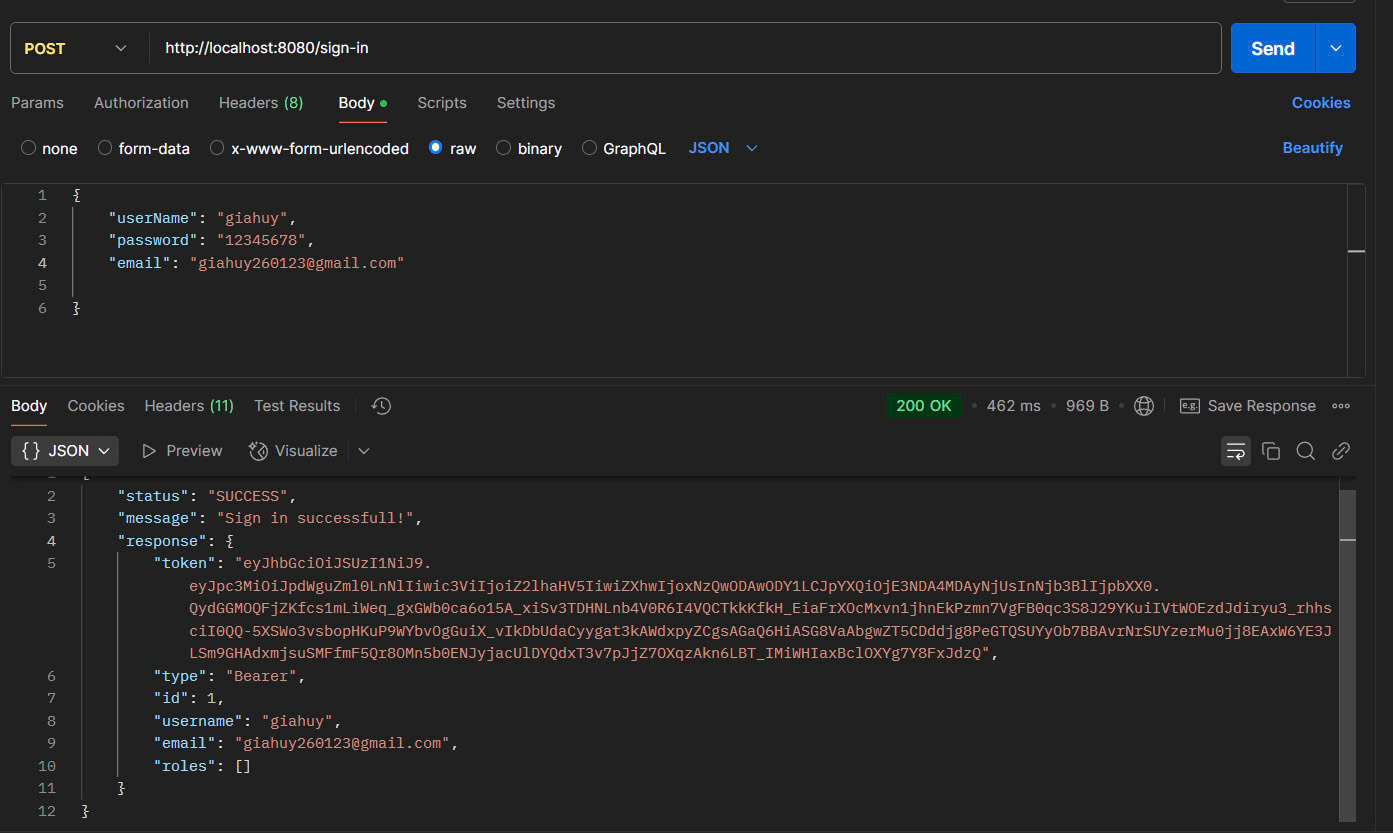 POST http://localhost:8080/sign-in Send
Params Authorization Headers (8) Body Scripts Settings Cookies
none form-data x-www-form-urlencoded raw binary GraphQL JSON Beautify
1 {
2 "userName": "giahuy",
3 "password": "12345678",
4 "email": "giahuy260123@gmail.com"
5
6 }
Body Cookies Headers (11) Test Results 200 OK 462 ms 969 B e.g. Save Response
{} JSON Preview Visualize
2 "status": "SUCCESS",
3 "message": "Sign in successfull!",
4 "response": {
5 "token": "eyJhbGciOiJSUzI1NiJ9.
eyJpc3MiOiJpdWguZml0LnNlIiwic3ViIjoiZ2lhaHV5IiwiZXhwIjoxNzQwODAwODY1LCJpYXQiOjE3NDA4MDAyNjUsInNjb3BlIjpbXX0.
QydGGMOQFjZKfcs1mLiWeq_gxGWb0ca6o15A_xiSv3TDHNLnb4V0R6I4VQCTkkKfkH_EiaFrXOcMxvn1jhnEkPzmn7VgFB0qc3S8J29YKuiIVtWOEzdJdiryu3_rhhs
ciI0QQ-5XSWo3vsbopHKuP9WYbvOgGuiX_vIkDbUdaCyygat3kAWdxpyZCgsAGaQ6HiASG8VaAbgwZT5CDddjg8PeGTQSUYyOb7BBAvrNrSUYzerMu0jj8EAxW6YE3J
LSm9GHAdxmjsuSMFfmF5Qr8OMn5b0ENJyjacUlDYQdxT3v7pJjZ7OXqzAkn6LBT_IMiWHIaxBclOXYg7Y8FxJdzQ",
6 "type": "Bearer",
7 "id": 1,
8 "username": "giahuy",
9 "email": "giahuy260123@gmail.com",
10 "roles": []
11 }
12 }